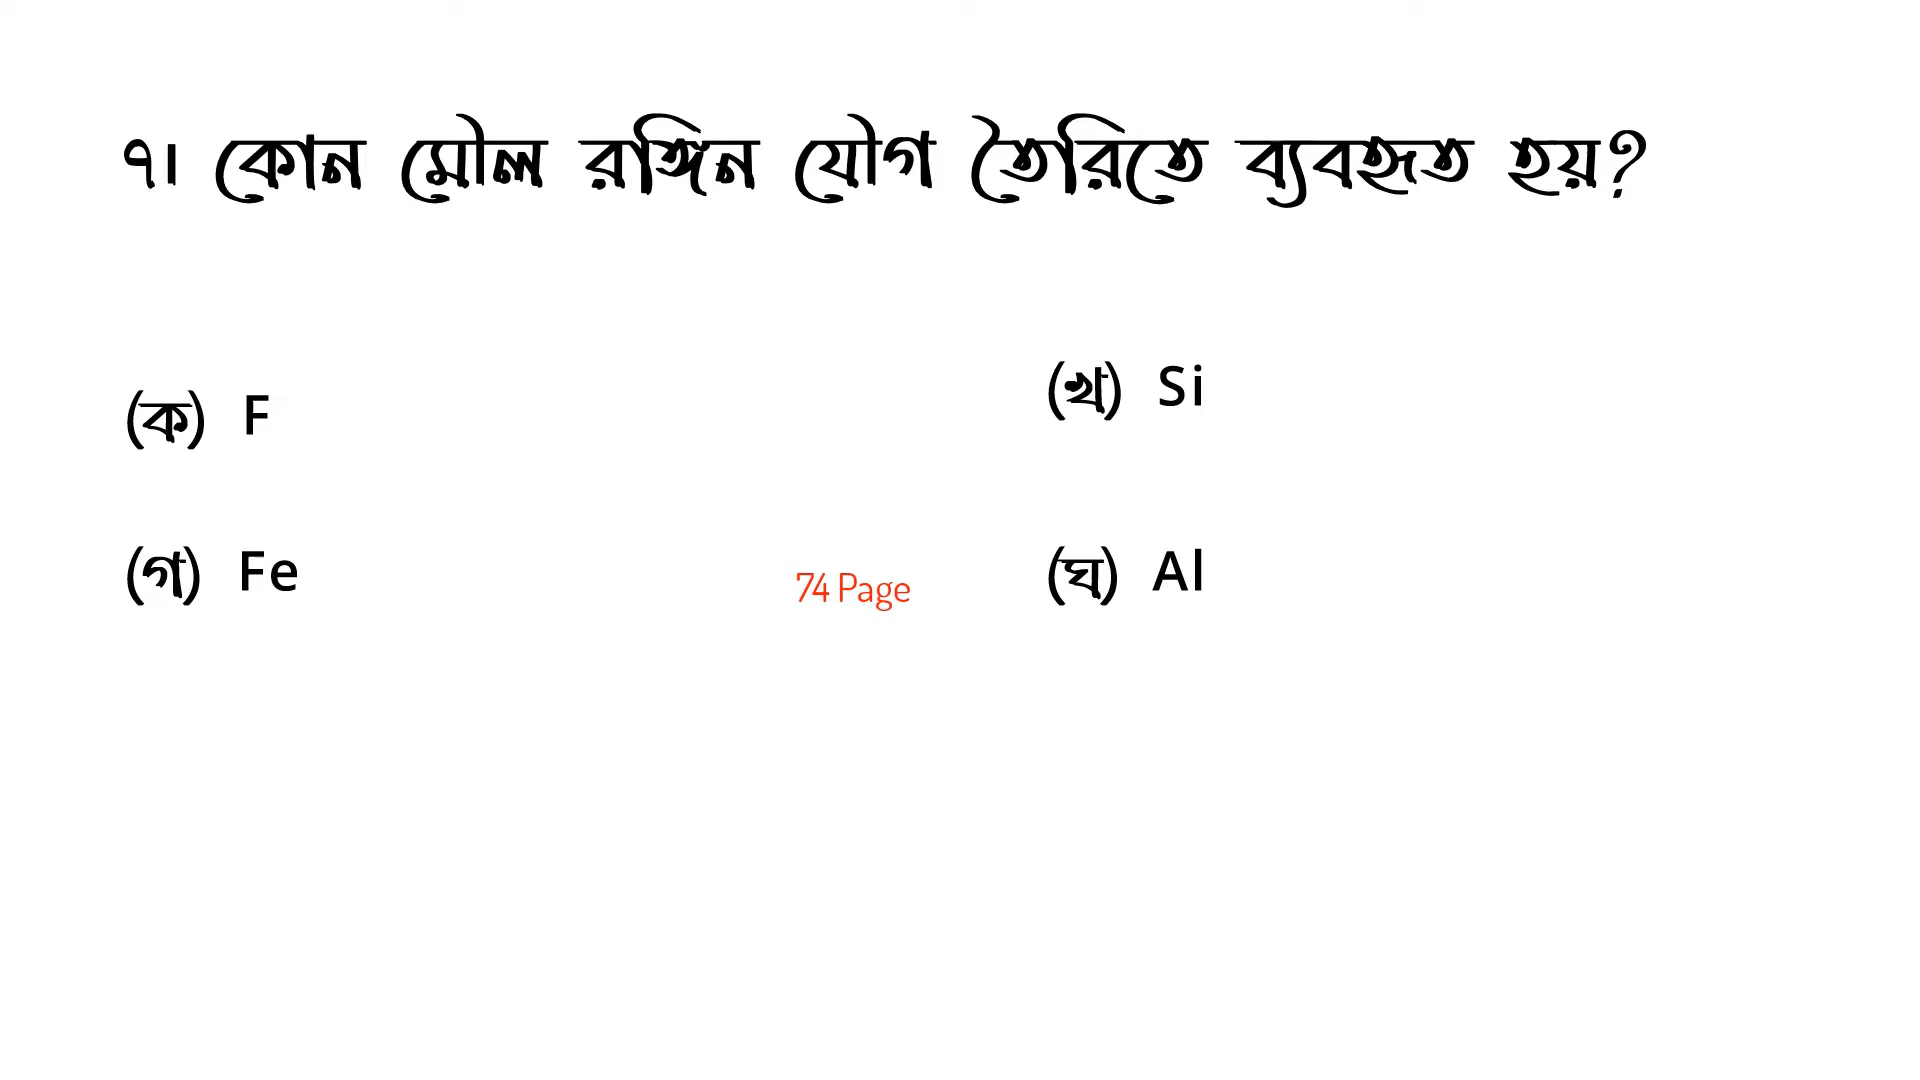 ৭। কোন মৌল রঙ্গিন যৌগ তৈরিতে ব্যবহৃত হয়?
(ক) F
(খ) Si
(গ) Fe
74 Page
(ঘ) Al